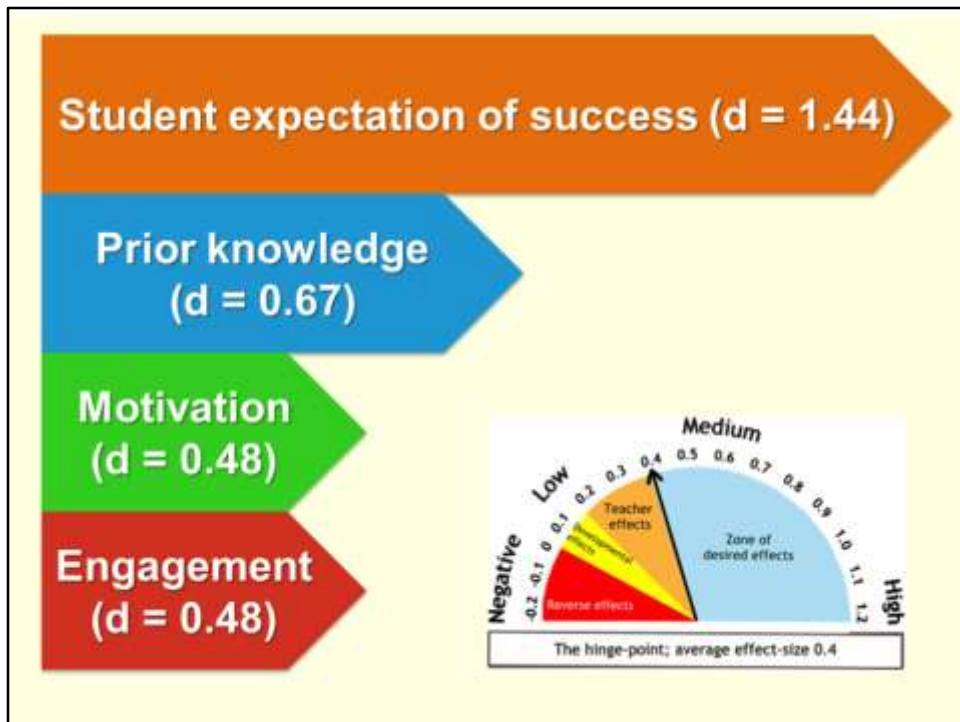 Student expectation of success (d = 1.44)
Prior knowledge
(d = 0.67)
Motivation
(d = 0.48)
Engagement
(d = 0.48)
Negative
Low
Medium
High
-0.2
-0.1
0
0.1
0.2
0.3
0.4
0.5
0.6
0.7
0.8
0.9
1.0
1.1
1.2
Reverse effects
Developmental
effects
Teacher
effects
Zone of
desired effects
The hinge-point; average effect-size 0.4